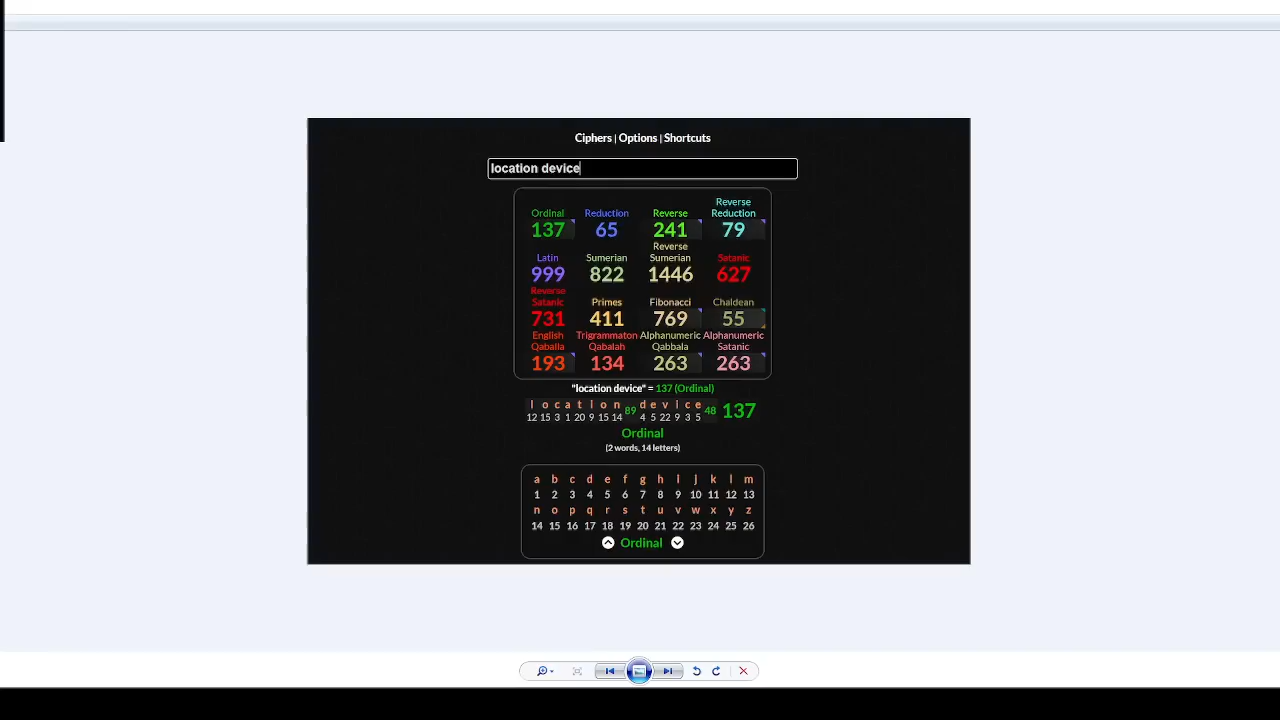 Ciphers | Options | Shortcuts
location device
Ordinal Reduction Reverse Reverse Reduction
137 65 241 79
Latin Sumerian Reverse Sumerian Satanic
999 822 1446 627
Reverse Satanic Primes Fibonacci Chaldean
731 411 769 55
English Qaballa Trigrammaton Qabalah Alphanumeric Qabbala Alphanumeric Satanic
193 134 263 263
"location device" = 137 (Ordinal)
l o c a t i o n 89 d e v i c e 48 137
12 15 3 1 20 9 15 14 4 5 22 9 3 5
Ordinal
(2 words, 14 letters)
a b c d e f g h i j k l m
1 2 3 4 5 6 7 8 9 10 11 12 13
n o p q r s t u v w x y z
14 15 16 17 18 19 20 21 22 23 24 25 26
Ordinal